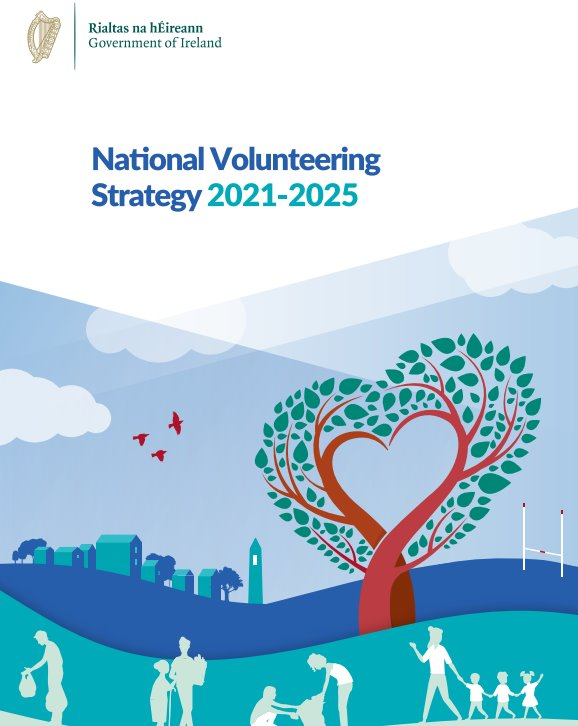 Rialtas na hÉireann
Government of Ireland
National Volunteering
Strategy 2021-2025